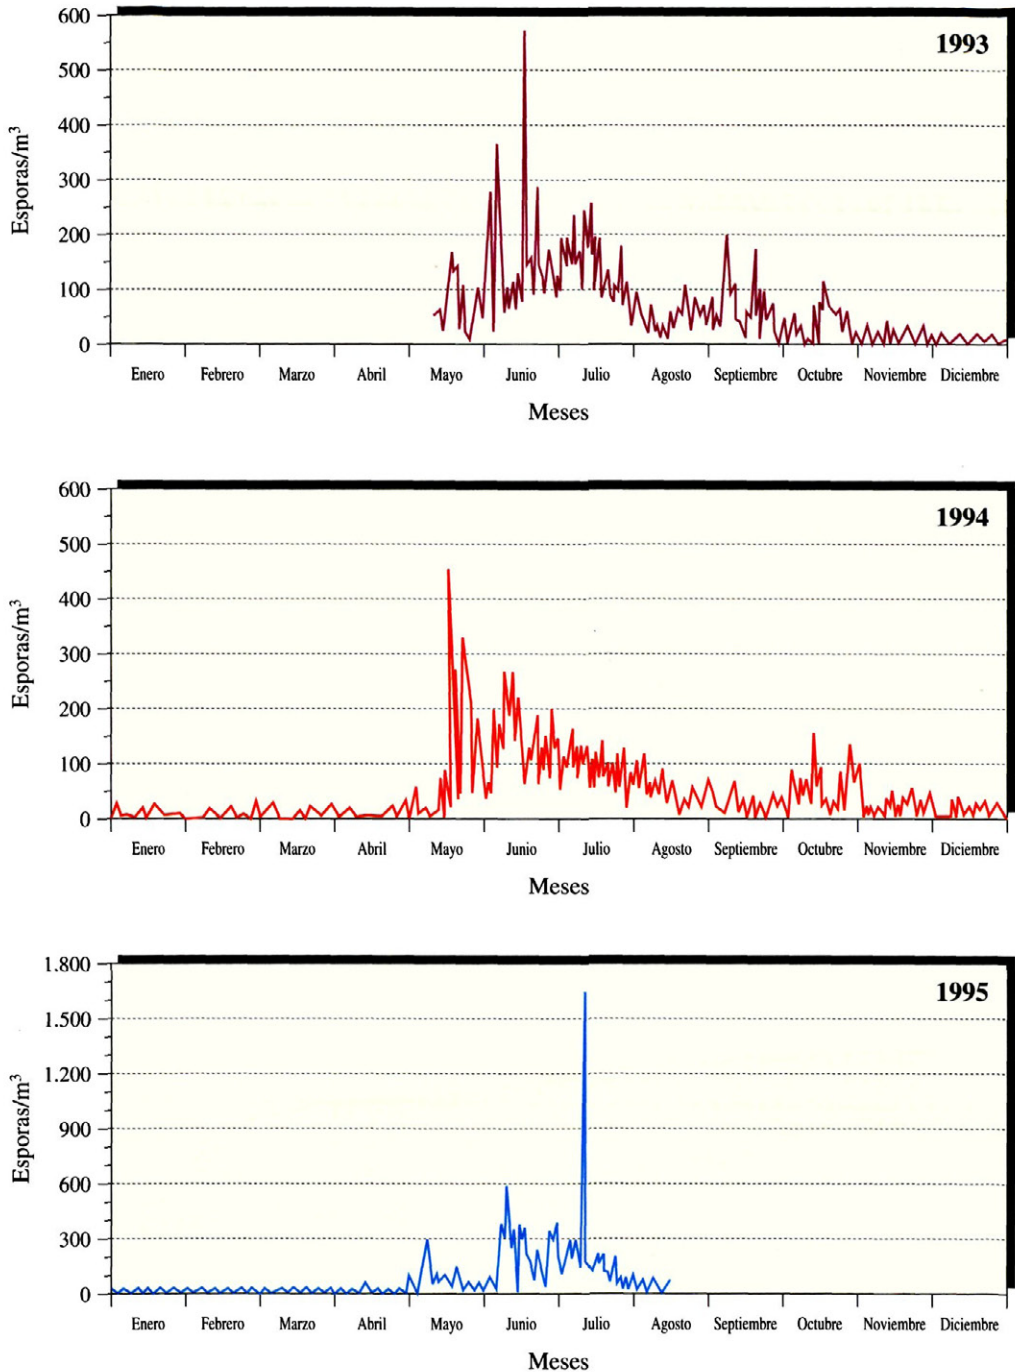 600
1993
500
400
300
200
100
0
Esporas/m³
Enero Febrero Marzo Abril Mayo Junio Julio Agosto Septiembre Octubre Noviembre Diciembre
Meses
600
1994
500
400
300
200
100
0
Esporas/m³
Enero Febrero Marzo Abril Mayo Junio Julio Agosto Septiembre Octubre Noviembre Diciembre
Meses
1.800
1995
1.500
1.200
900
600
300
0
Esporas/m³
Enero Febrero Marzo Abril Mayo Junio Julio Agosto Septiembre Octubre Noviembre Diciembre
Meses